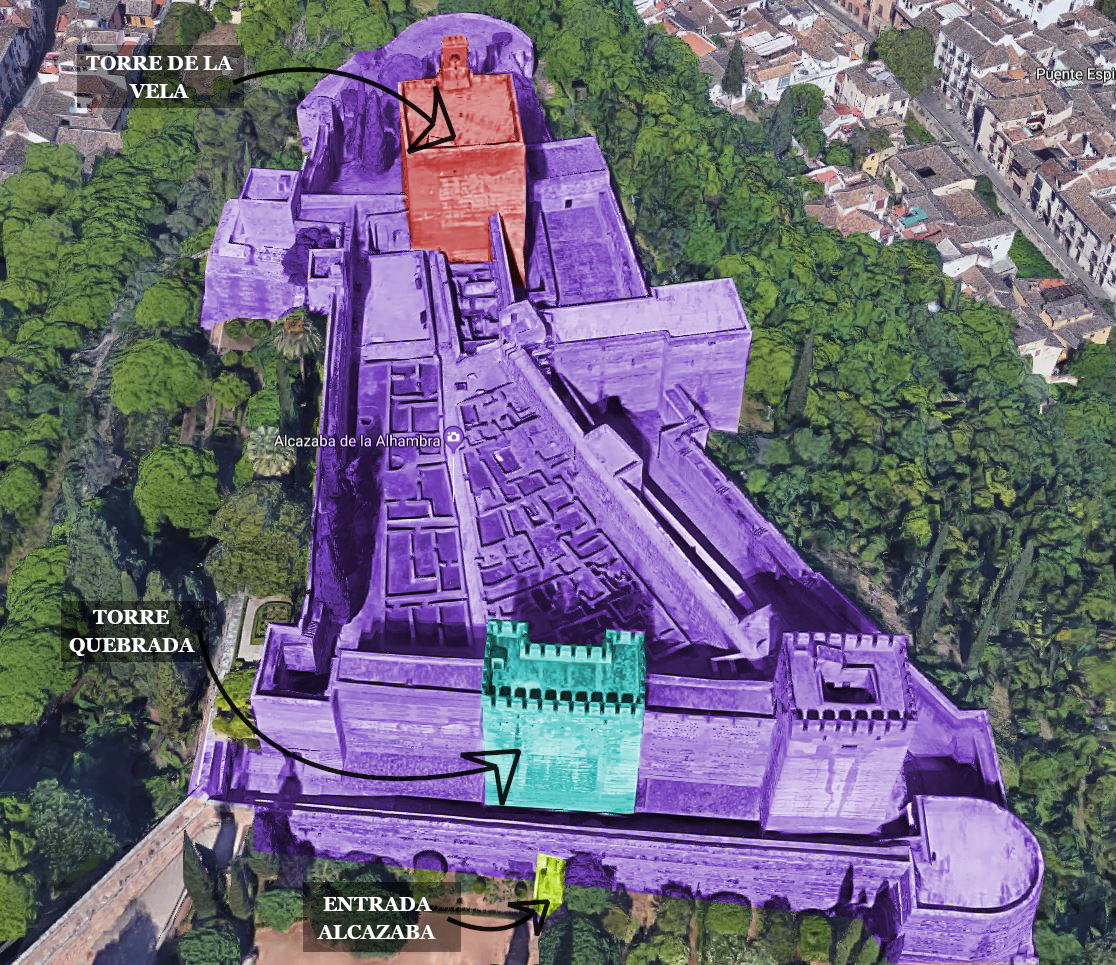 TORRE DE LA
VELA
Puente Espi
Alcazaba de la Alhambra
TORRE
QUEBRADA
ENTRADA
ALCAZABA